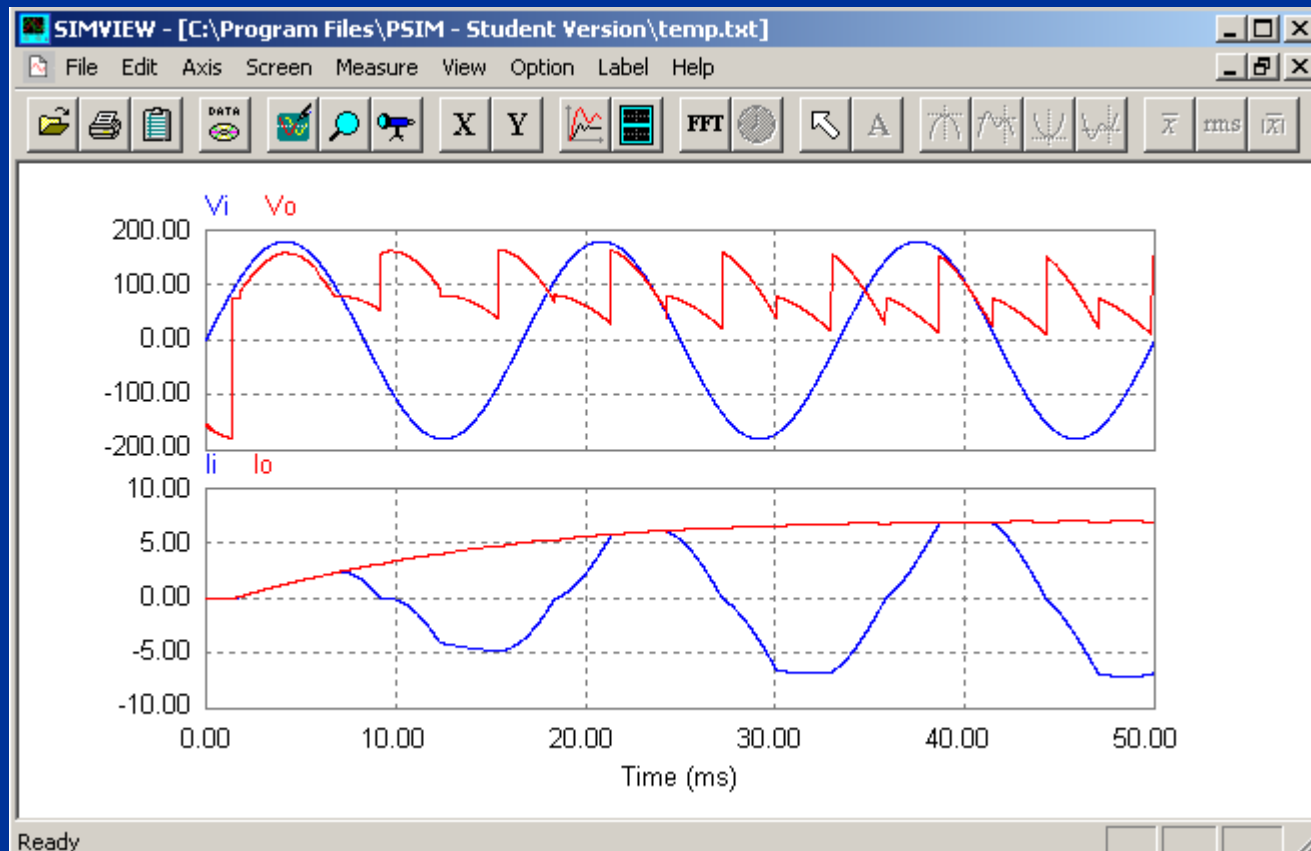 SIMVIEW - [C:\Program Files\PSIM - Student Version\temp.txt]
File Edit Axis Screen Measure View Option Label Help
DATA X Y FFT A x rms |x|
Vi Vo
200.00
100.00
0.00
-100.00
-200.00
Ii Io
10.00
5.00
0.00
-5.00
-10.00
0.00 10.00 20.00 30.00 40.00 50.00
Time (ms)
Ready